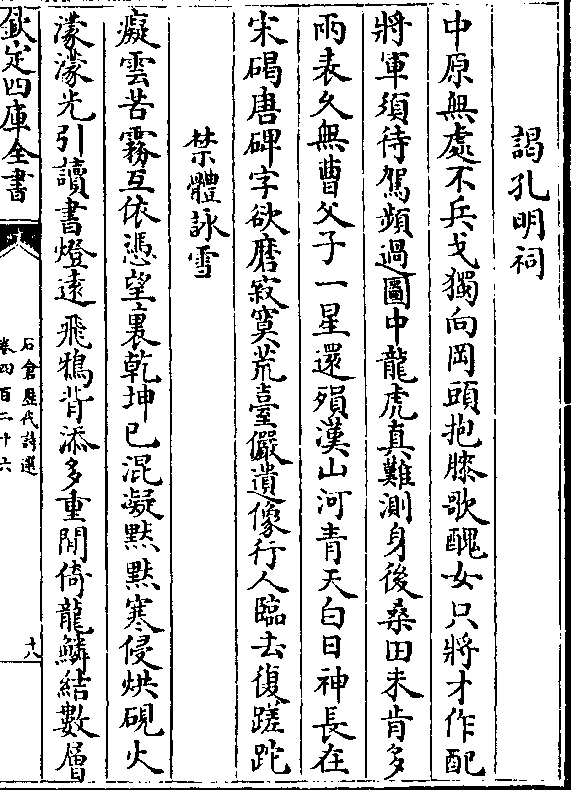 謁孔明祠
中原無處不兵戈獨向岡頭抱膝歌醜女只將才作配
將軍須待駕頻過圖中龍虎真難測身後桑田未肯多
兩表久無曹父子一星還殞漢山河青天白日神長在
宋碣唐碑字欲磨寂寞荒臺儼遺像行人臨去復蹉跎
禁體詠雪
癡雲苦霧互依憑望裏乾坤已混凝黙黙寒侵烘硯火
濛濛光引讀書燈遠飛鴉背添多重閒倚龍鱗結數層
欽定四庫全書
石倉歷代詩選
卷四百二十六
十八